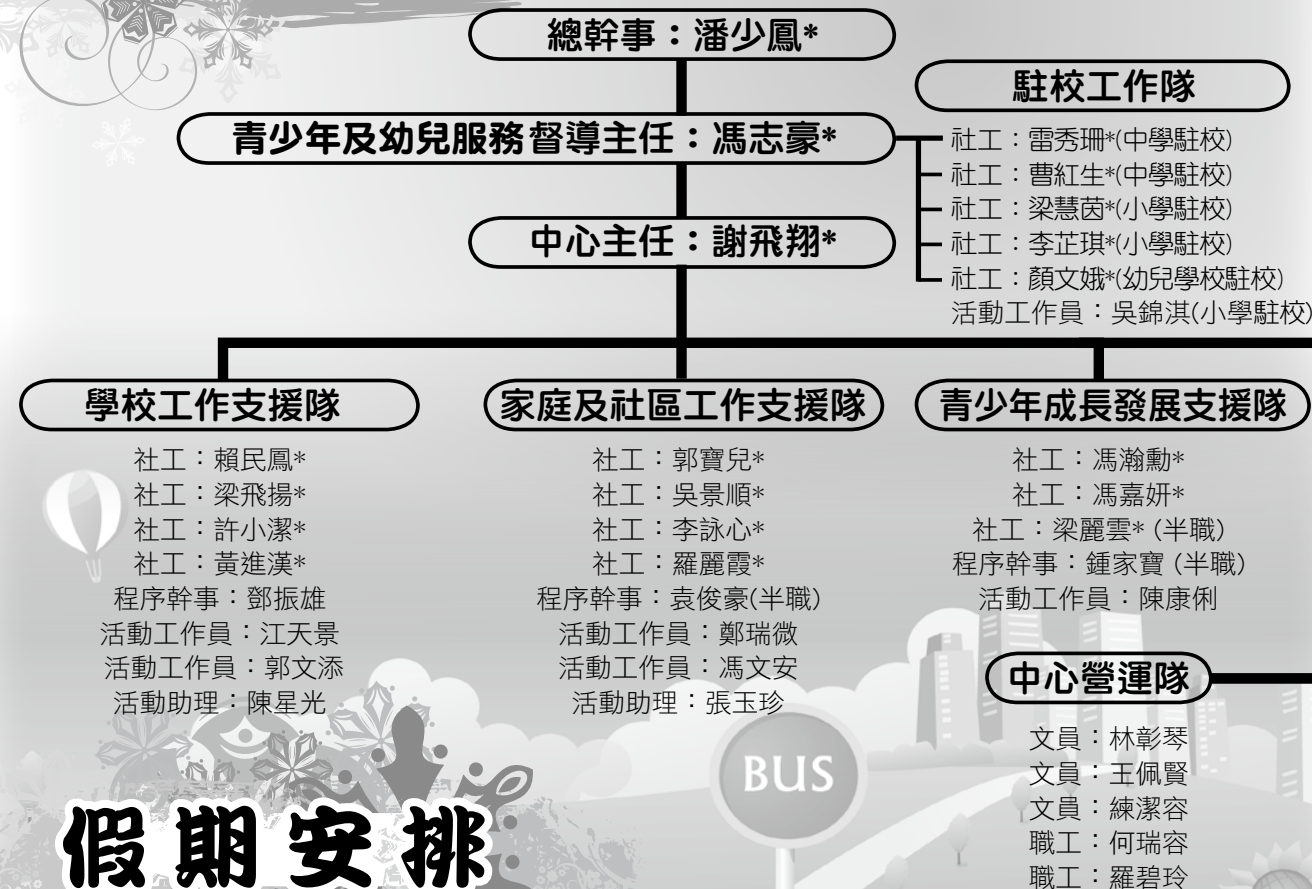 總幹事：潘少鳳*
青少年及幼兒服務督導主任：馮志豪*
中心主任：謝飛翔*
駐校工作隊
社工：雷秀珊*(中學駐校)
社工：曹紅生*(中學駐校)
社工：梁慧茵*(小學駐校)
社工：李芷琪*(小學駐校)
社工：顏文娥*(幼兒學校駐校)
活動工作員：吳錦淇(小學駐校)
學校工作支援隊
社工：賴民鳳*
社工：梁飛揚*
社工：許小潔*
社工：黃進漢*
程序幹事：鄧振雄
活動工作員：江天景
活動工作員：郭文添
活動助理：陳星光
家庭及社區工作支援隊
社工：郭寶兒*
社工：吳景順*
社工：李詠心*
社工：羅麗霞*
程序幹事：袁俊豪(半職)
活動工作員：鄭瑞微
活動工作員：馮文安
活動助理：張玉珍
青少年成長發展支援隊
社工：馮瀚勳*
社工：馮嘉妍*
社工：梁麗雲* (半職)
程序幹事：鍾家寶 (半職)
活動工作員：陳康俐
中心營運隊
文員：林彰琴
文員：王佩賢
文員：練潔容
職工：何瑞容
職工：羅碧玲
BUS
假期安排